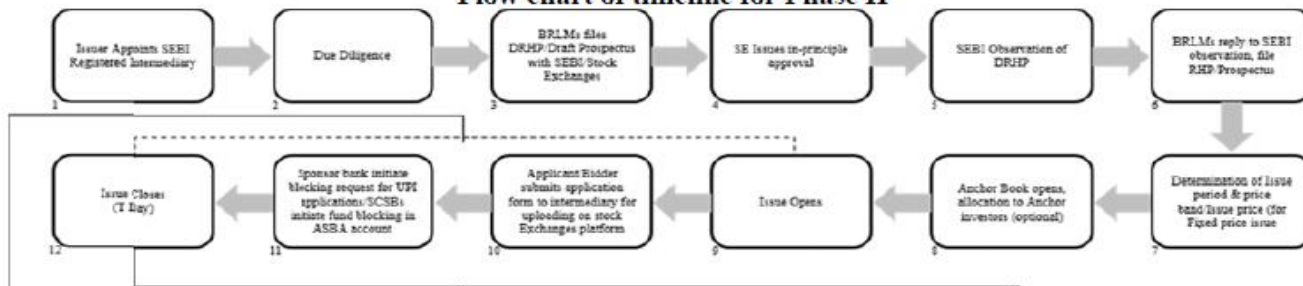 Flow chart of timeline for Phase II
Issuer Appoints SEBI
Registered Intermediary
1
Due Diligence
2
BRLMs files
DRHP/Draft Prospectus
with SEBI/Stock
Exchanges
3
SE Issues in-principle
approval
4
SEBI Observation of
DRHP
5
BRLMs reply to SEBI
observation, file
RHP/Prospectus
6
Determination of Issue
period & price
band/Issue price (for
Fixed price issue
7
Anchor Book opens,
allocation to Anchor
investors (optional)
8
Issue Opens
9
Applicant Bidder
submits application
form to intermediary for
uploading on stock
Exchanges platform
10
Sponsor bank initiate
blocking request for UPI
applications/SCSBs
initiate fund blocking in
ASBA account
11
Issue Closes
(T Day)
12